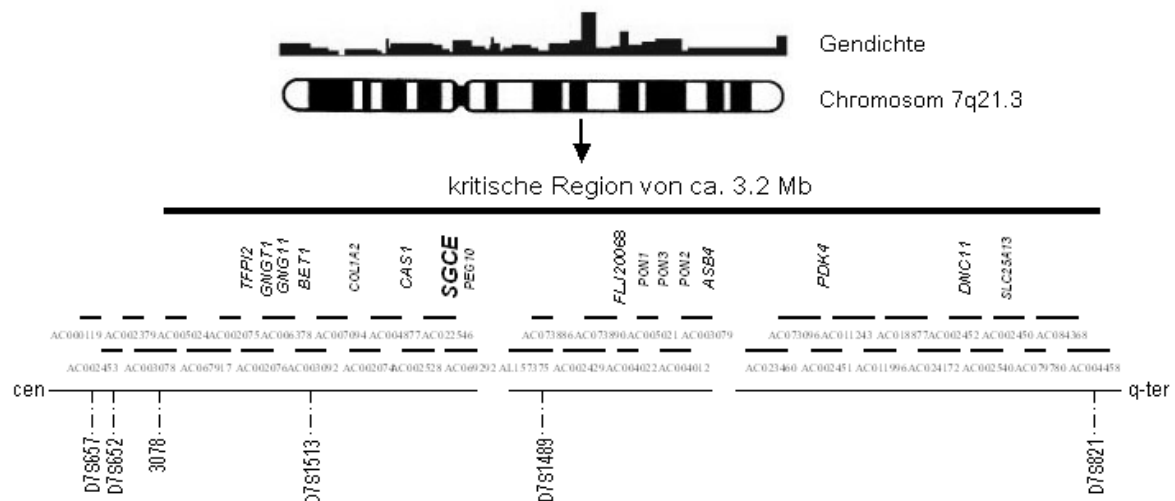 Gendichte
Chromosom 7q21.3
kritische Region von ca. 3.2 Mb
TFPI2 GNGT1 GNG11 BET1 COL1A2 CAS1 SGCE PEG10 FLJ20068 PON1 PON3 PON2 ASB4 PDK4 DNC11 SLC25A13
AC000119 AC002379 AC005024 AC002075 AC006378 AC007094 AC004877 AC022546 AC073886 AC073890 AC005021 AC003079 AC073096 AC011243 AC018877 AC002452 AC002450 AC084368
AC002453 AC003078 AC067917 AC002076 AC003092 AC002074 AC002528 AC069292 AL157375 AC002429 AC004022 AC004012 AC023460 AC002451 AC011996 AC024172 AC002540 AC079780 AC004458
cen q-ter
D7S657 D7S652 3078 D7S1513 D7S1489 D7S821